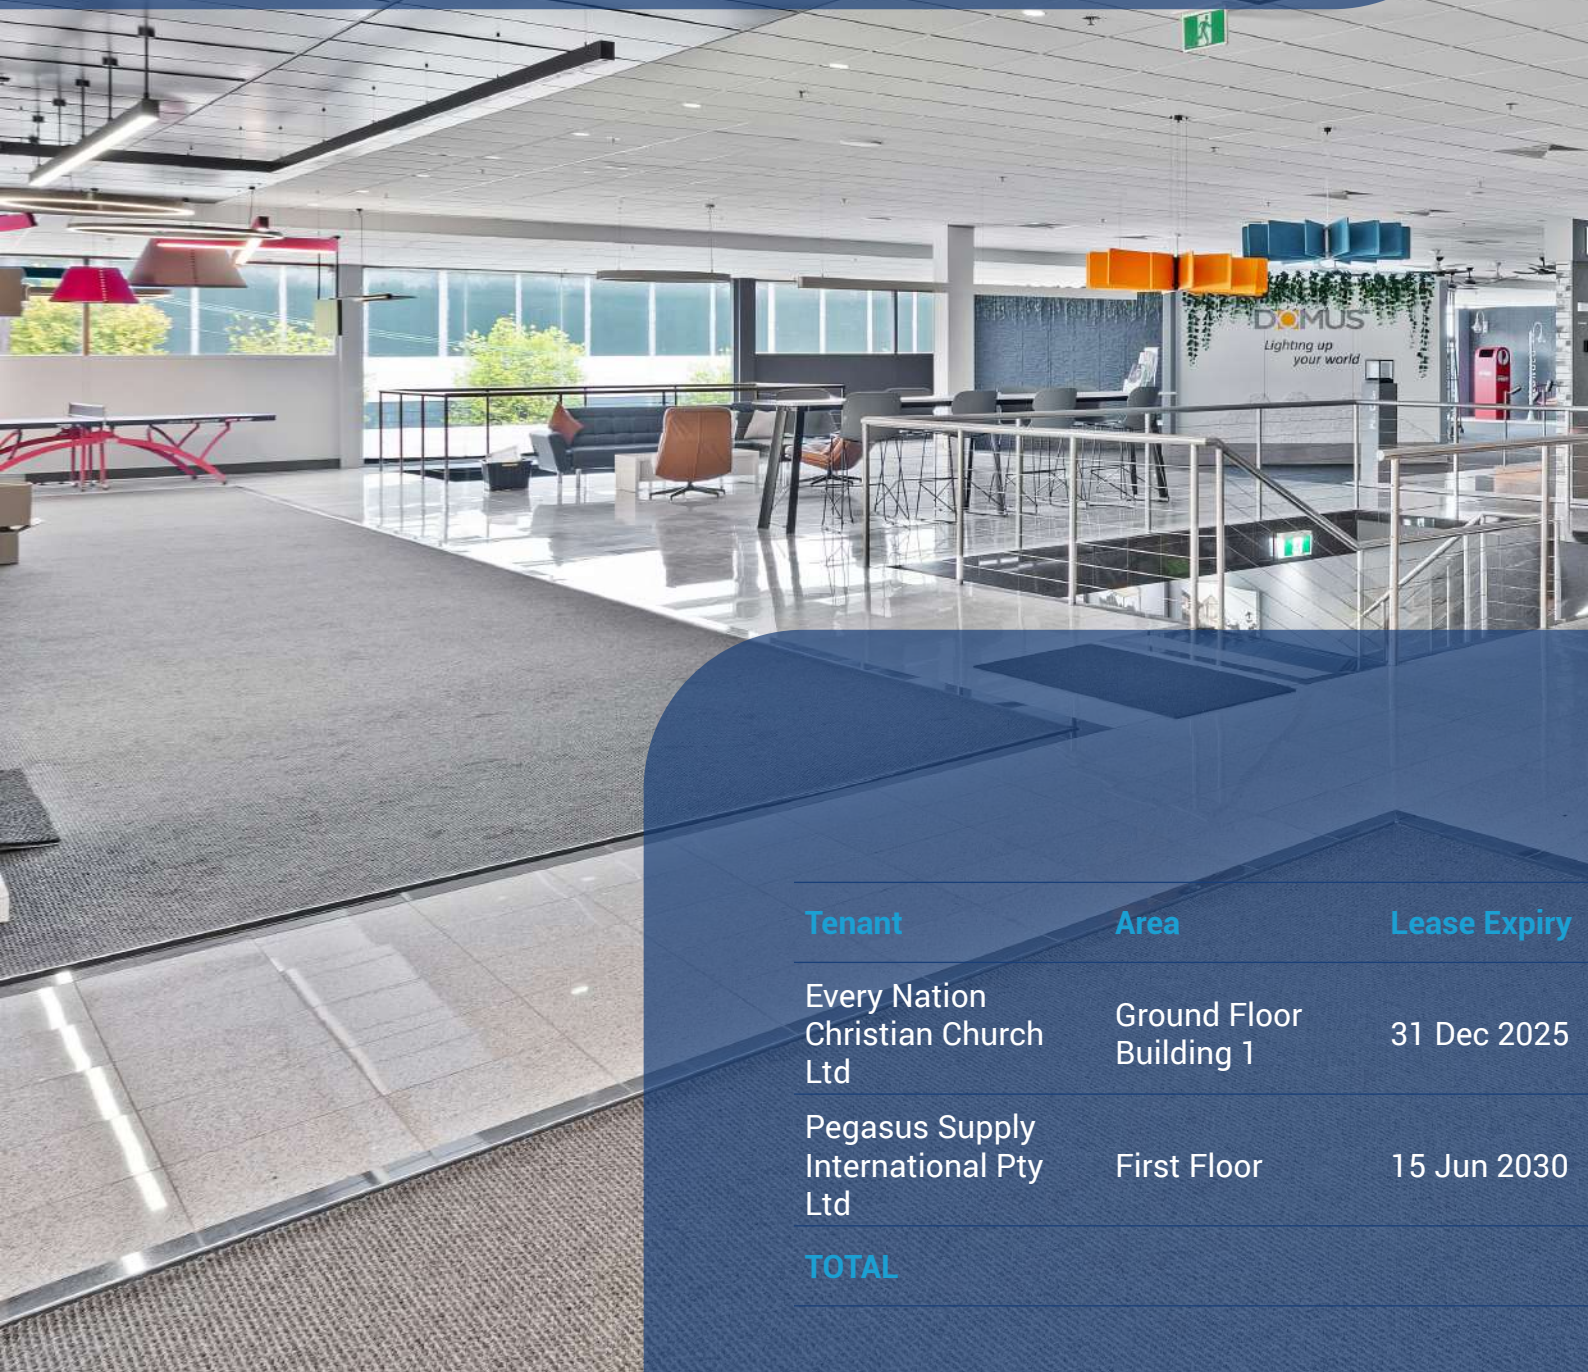 DOMUS
Lighting up
your world
Tenant Area Lease Expiry
Every Nation
Christian Church
Ltd
Ground Floor
Building 1
31 Dec 2025
Pegasus Supply
International Pty
Ltd
First Floor
15 Jun 2030
TOTAL